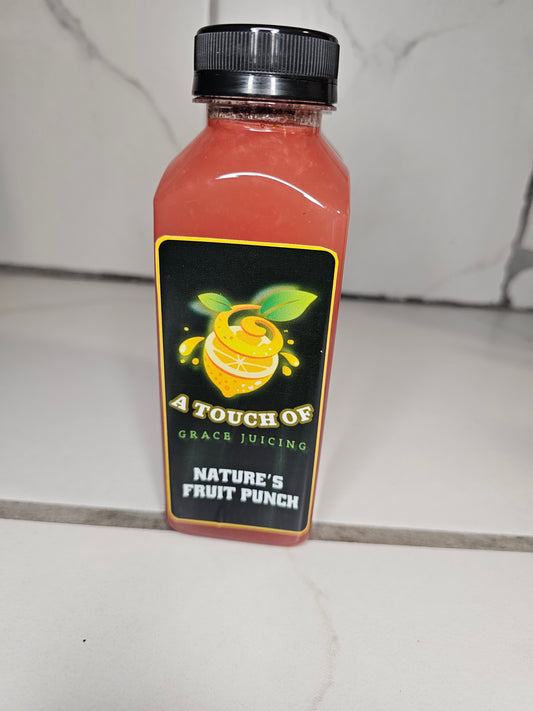 A TOUCH OF
GRACE JUICING
NATURE'S
FRUIT PUNCH